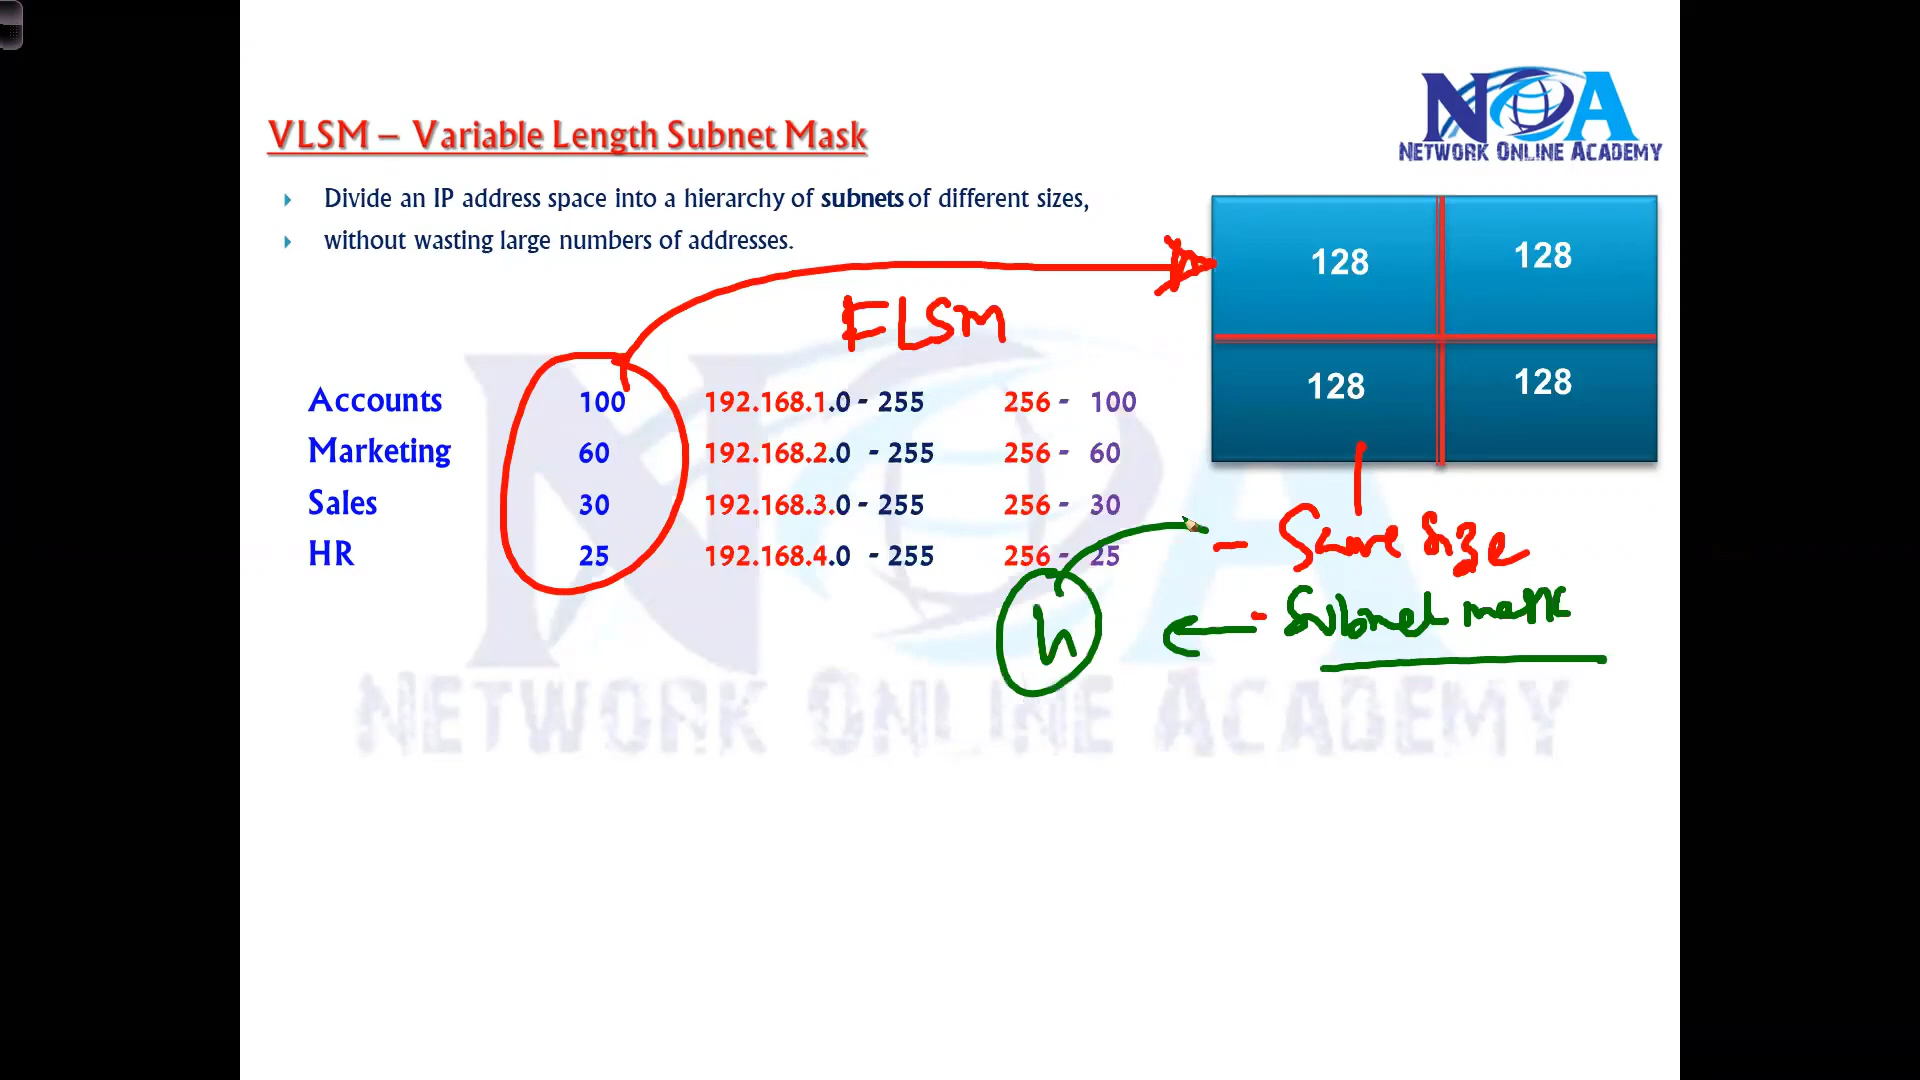 NOA
NETWORK ONLINE ACADEMY
VLSM – Variable Length Subnet Mask
Divide an IP address space into a hierarchy of subnets of different sizes,
without wasting large numbers of addresses.
128 128
128 128
FLSM
Accounts 100 192.168.1.0 - 255 256 - 100
Marketing 60 192.168.2.0 - 255 256 - 60
Sales 30 192.168.3.0 - 255 256 - 30
HR 25 192.168.4.0 - 255 256 - 25
- Same Size
- Subnet mask
h
NETWORK ONLINE ACADEMY